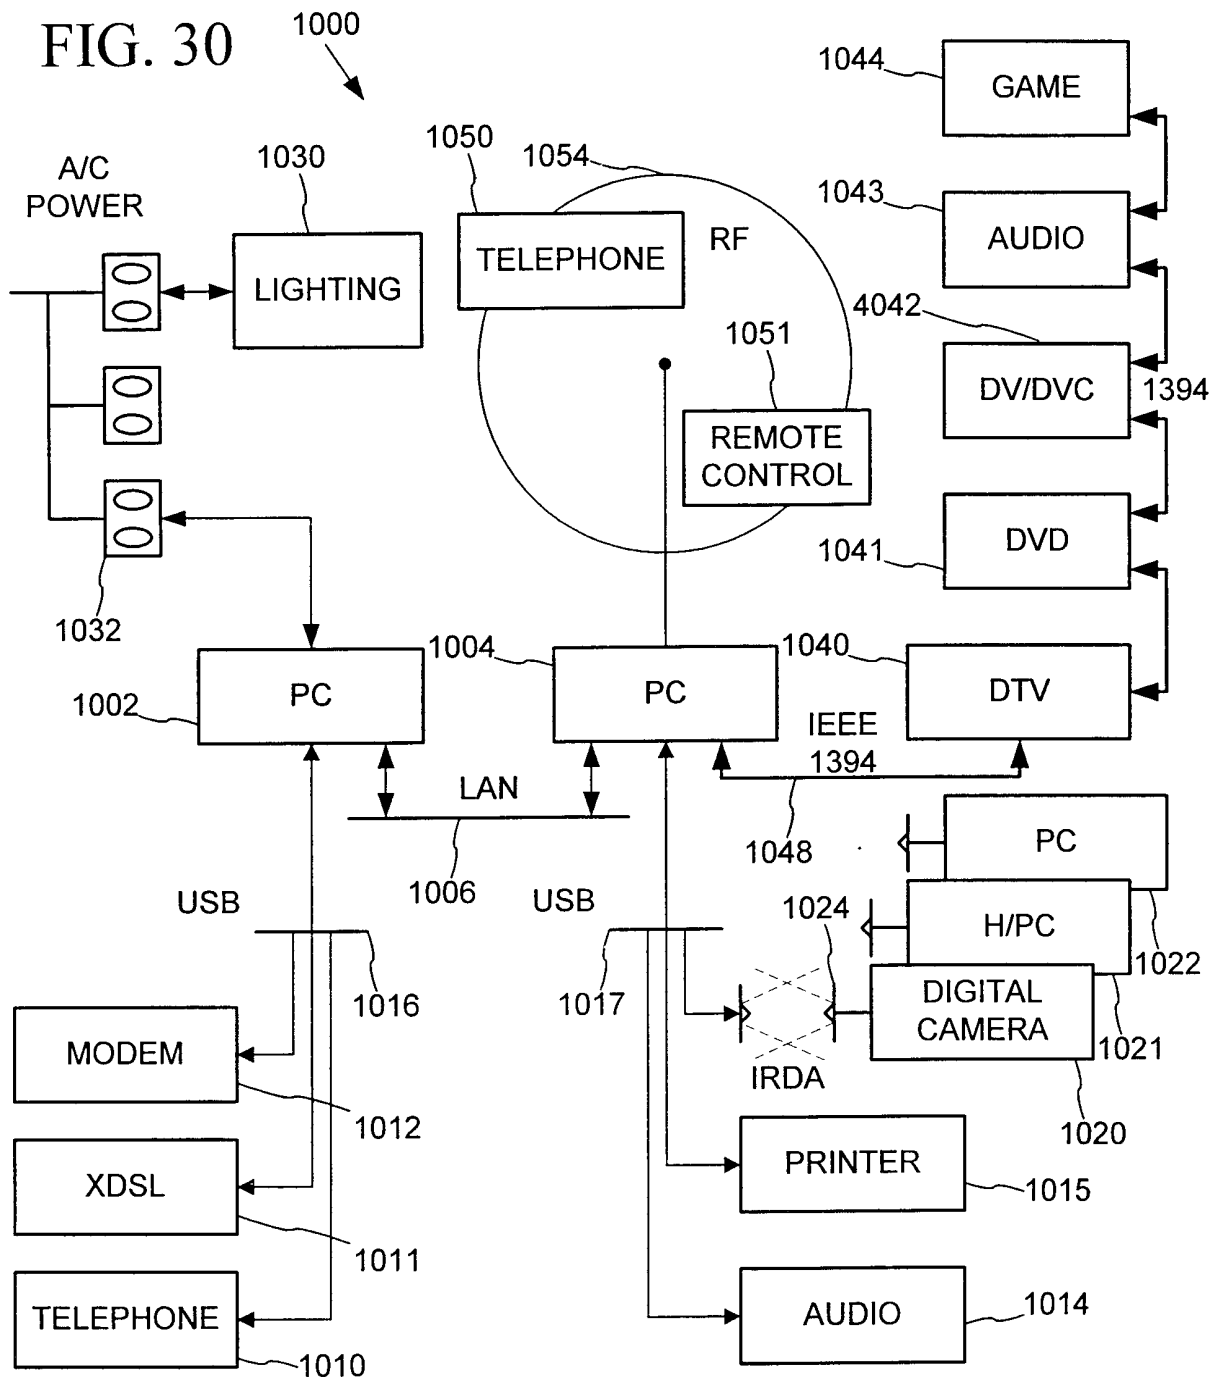 FIG. 30
1000
1044
GAME
1050
1054
1030
A/C
POWER
1043
AUDIO
RF
TELEPHONE
LIGHTING
4042
1051
DV/DVC
1394
REMOTE
CONTROL
DVD
1041
1032
1004
1040
PC
PC
DTV
1002
IEEE
1394
LAN
1048
PC
1006
USB
USB
1024
H/PC
1022
1016
1017
DIGITAL
CAMERA
1021
MODEM
IRDA
1012
1020
PRINTER
XDSL
1015
1011
TELEPHONE
AUDIO
1014
1010